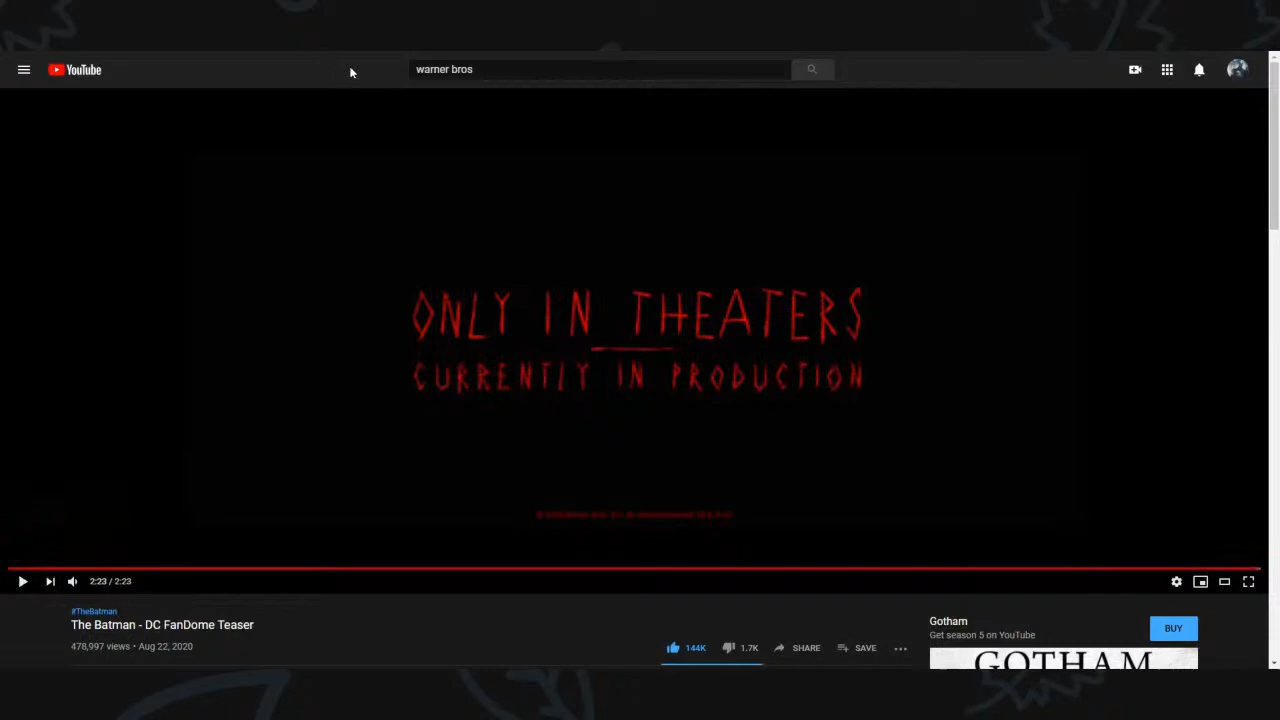 YouTube
warner bros
ONLY IN THEATERS
CURRENTLY IN PRODUCTION
2:23 / 2:23
#TheBatman
The Batman - DC FanDome Teaser
478,997 views • Aug 22, 2020
144K
1.7K
SHARE
SAVE
Gotham
Get season 5 on YouTube
BUY
GOTHAM